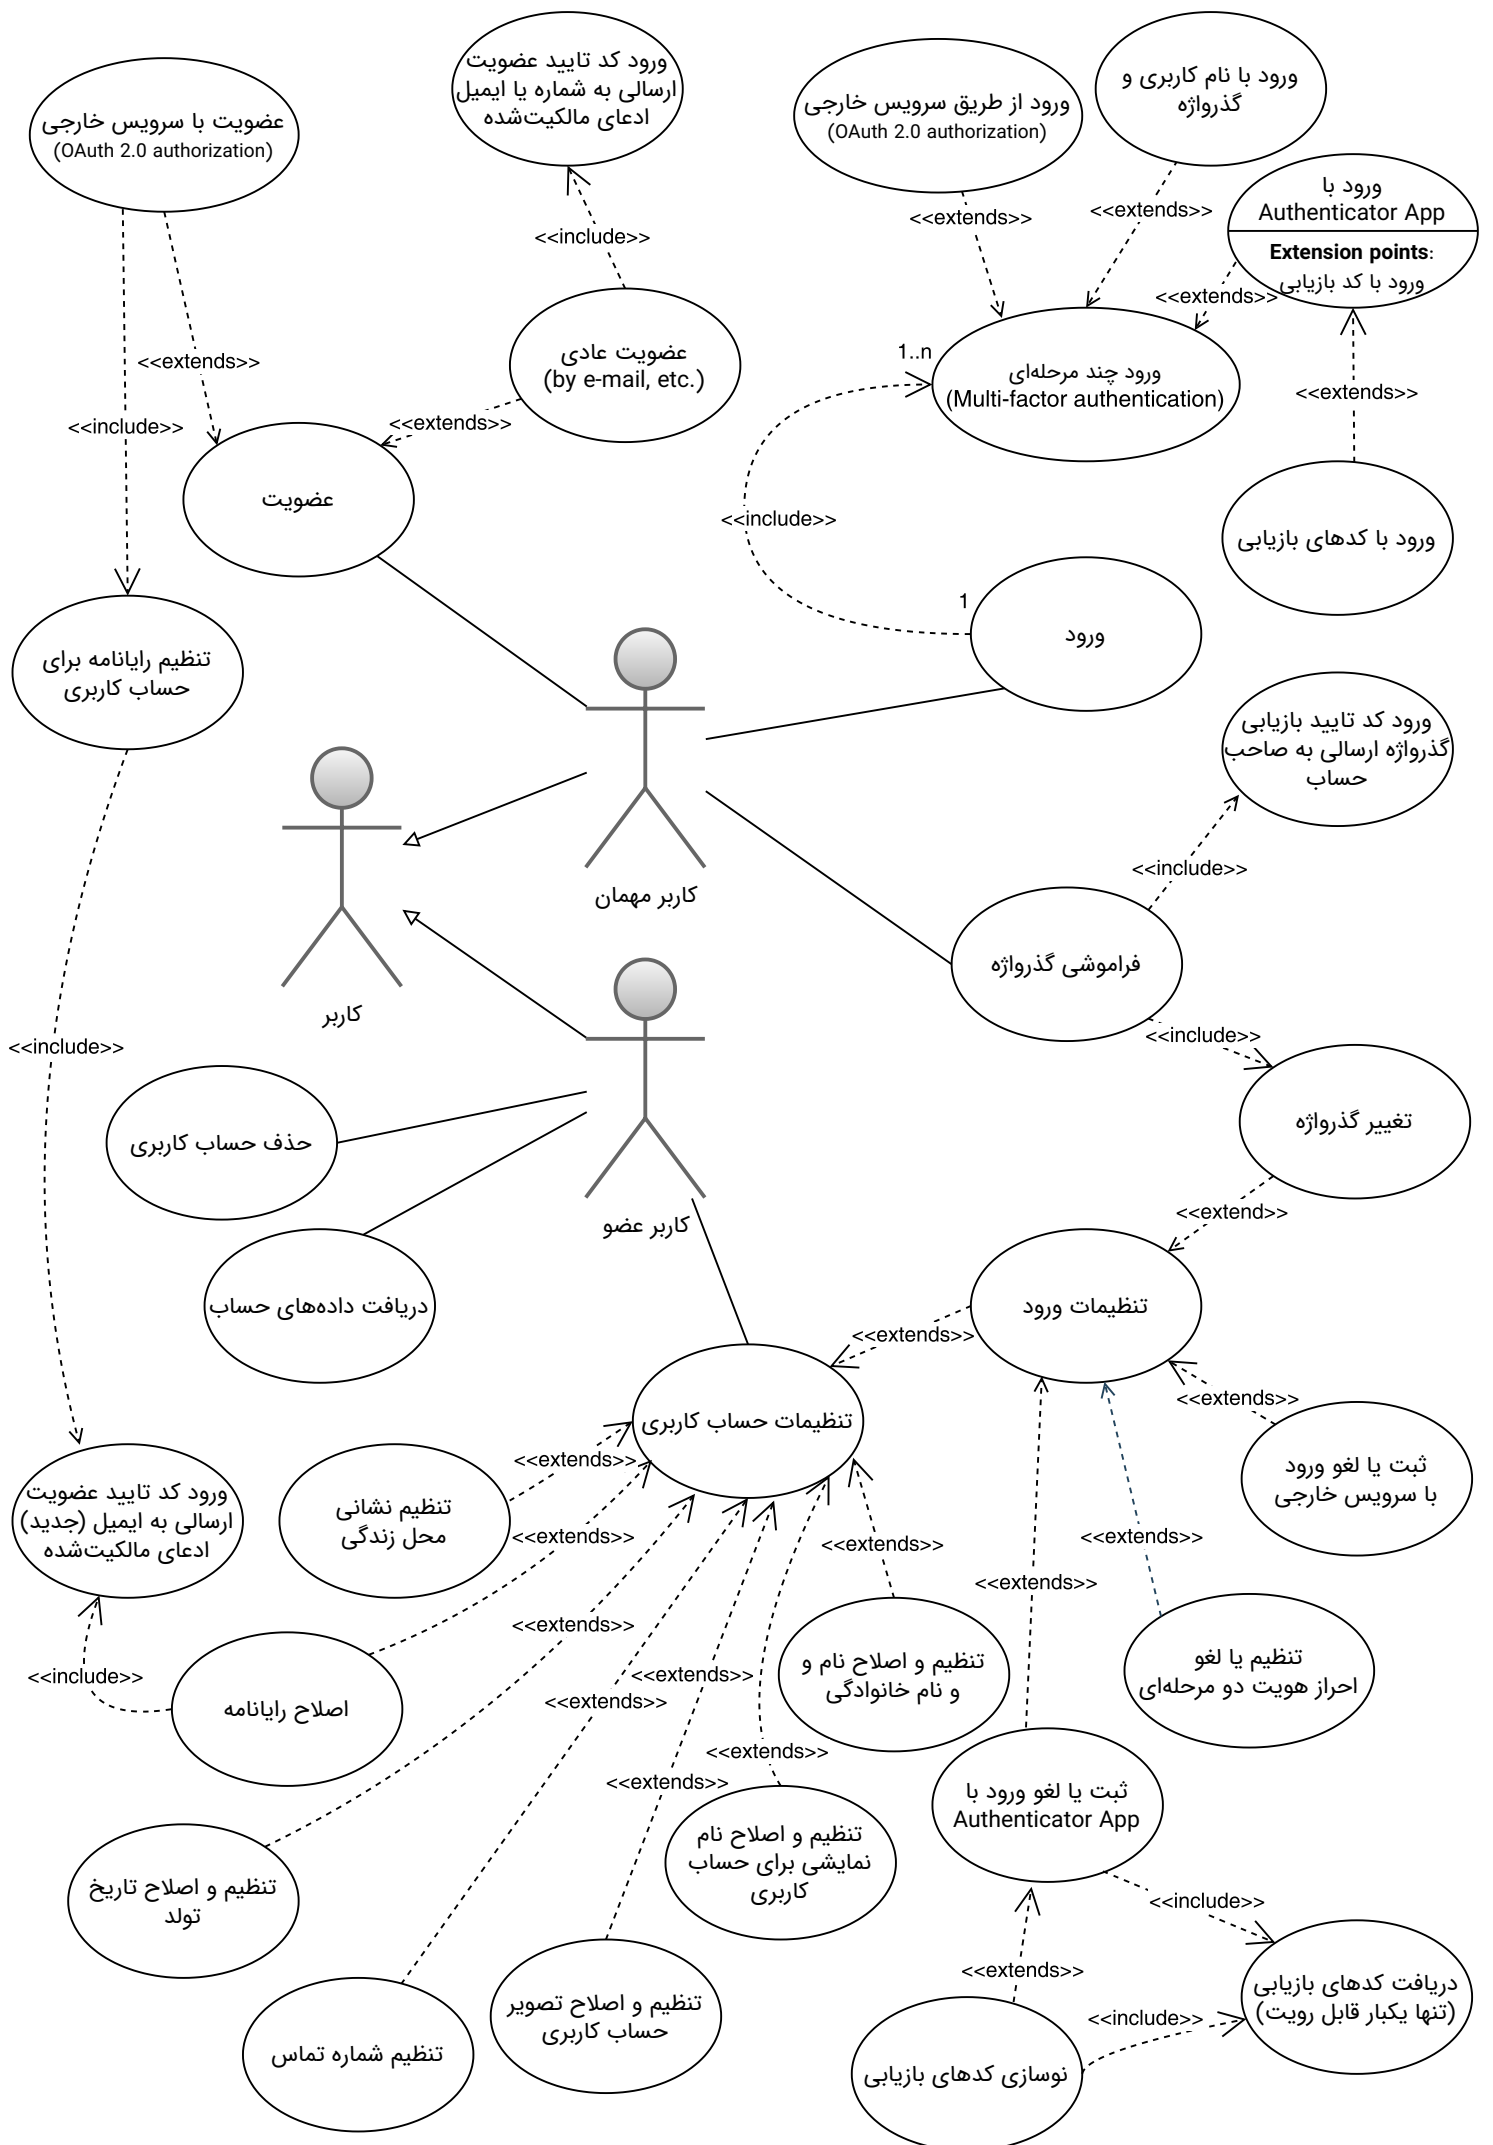 ورود کد تایید عضویت
ارسالی به شماره یا ایمیل
ادعای مالکیت‌شده
ورود با نام کاربری و
گذرواژه
ورود از طریق سرویس خارجی
(OAuth 2.0 authorization)
عضویت با سرویس خارجی
(OAuth 2.0 authorization)
ورود با
Authenticator App
Extension points:
ورود با کد بازیابی
<<extends>>
<<extends>>
<<include>>
<<extends>>
عضویت عادی
(by e-mail, etc.)
1..n
ورود چند مرحله‌ای
(Multi-factor authentication)
<<extends>>
<<extends>>
<<include>>
<<extends>>
عضویت
<<include>>
ورود با کدهای بازیابی
1
ورود
تنظیم رایانامه برای
حساب کاربری
ورود کد تایید بازیابی
گذرواژه ارسالی به صاحب
حساب
<<include>>
کاربر مهمان
فراموشی گذرواژه
کاربر
<<include>>
<<include>>
تغییر گذرواژه
حذف حساب کاربری
<<extend>>
کاربر عضو
دریافت داده‌های حساب
تنظیمات ورود
<<extends>>
<<extends>>
تنظیمات حساب کاربری
<<extends>>
ثبت یا لغو ورود
با سرویس خارجی
تنظیم نشانی
محل زندگی
ورود کد تایید عضویت
ارسالی به ایمیل (جدید)
ادعای مالکیت‌شده
<<extends>>
<<extends>>
<<extends>>
<<extends>>
<<extends>>
<<include>>
اصلاح رایانامه
<<extends>>
<<extends>>
تنظیم و اصلاح نام و
و نام خانوادگی
تنظیم یا لغو
احراز هویت دو مرحله‌ای
<<extends>>
<<extends>>
ثبت یا لغو ورود با
Authenticator App
تنظیم و اصلاح نام
نمایشی برای حساب
کاربری
تنظیم و اصلاح تاریخ
تولد
<<include>>
<<extends>>
دریافت کدهای بازیابی
(تنها یکبار قابل رویت)
تنظیم و اصلاح تصویر
حساب کاربری
<<include>>
تنظیم شماره تماس
نوسازی کدهای بازیابی